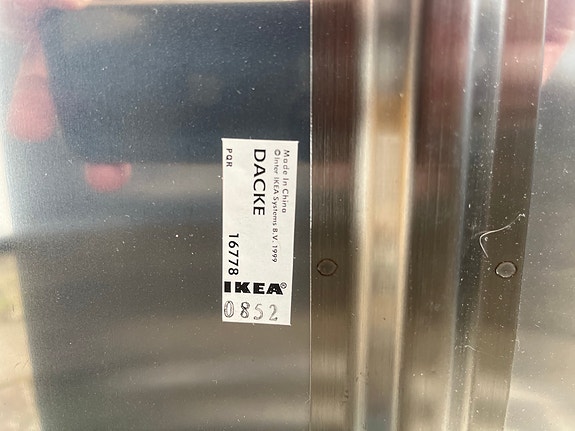 Made in China
© Inter IKEA Systems B.V. 1999
DACKE 16778
PQR
IKEA®
0852